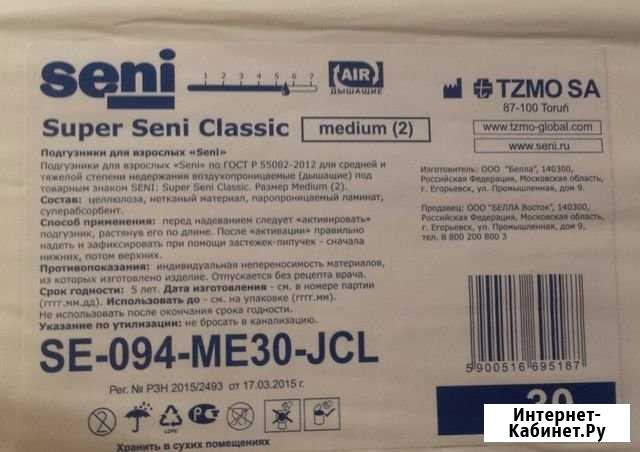 seni
1 2 3 4 5 6 7
AIR
ДЫШАЩИЕ
TZMO SA
87-100 Toruń
Super Seni Classic
medium (2)
www.tzmo-global.com
www.seni.ru
Подгузники для взрослых «Seni»
Подгузники для взрослых «Seni» по ГОСТ Р 55082-2012 для средней и
тяжелой степени недержания воздухопроницаемые (дышащие) под
товарным знаком SENI: Super Seni Classic. Размер Medium (2).
Состав: целлюлоза, нетканый материал, паропроницаемый ламинат,
суперабсорбент.
Способ применения: перед надеванием следует «активировать»
подгузник, растянув его по длине. После «активации» правильно
надеть и зафиксировать при помощи застежек-липучек - сначала
нижних, потом верхних.
Противопоказания: индивидуальная непереносимость материалов,
из которых изготовлено изделие. Отпускается без рецепта врача.
Срок годности: 5 лет. Дата изготовления - см. в номере партии
(гггг.мм.дд). Использовать до - см. на упаковке (гггг.мм).
Не использовать после окончания срока годности.
Указание по утилизации: не бросать в канализацию.
Изготовитель: ООО "Белла", 140300,
Российская Федерация, Московская область,
г. Егорьевск, ул. Промышленная, дом 9.
Продавец: ООО "БЕЛЛА Восток", 140300,
Российская Федерация, Московская область,
г. Егорьевск, ул. Промышленная, дом 9,
тел. 8 800 200 800 3
SE-094-ME30-JCL
5900516 695187
Рег. № РЗН 2015/2493 от 17.03.2015 г.
30
2
Хранить в сухих помещениях
Интернет-
Кабинет.Ру